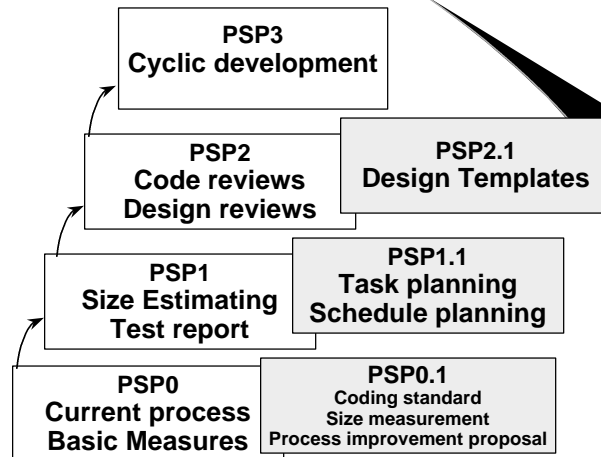 PSP3
Cyclic development
PSP2
Code reviews
Design reviews
PSP2.1
Design Templates
PSP1
Size Estimating
Test report
PSP1.1
Task planning
Schedule planning
PSP0
Current process
Basic Measures
PSP0.1
Coding standard
Size measurement
Process improvement proposal